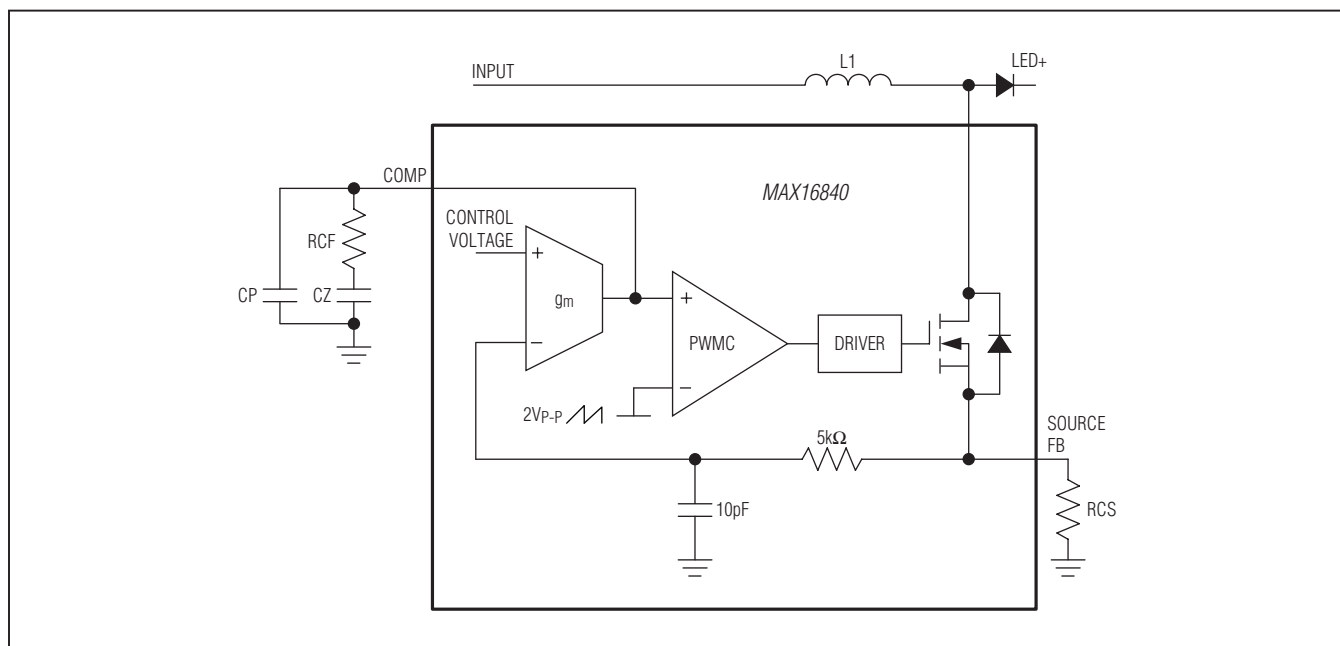 INPUT
L1
LED+
COMP
MAX16840
CONTROL
VOLTAGE
RCF
CP
CZ
+
gm
−
+
PWMC
−
DRIVER
2VP-P
5kΩ
SOURCE
FB
10pF
RCS